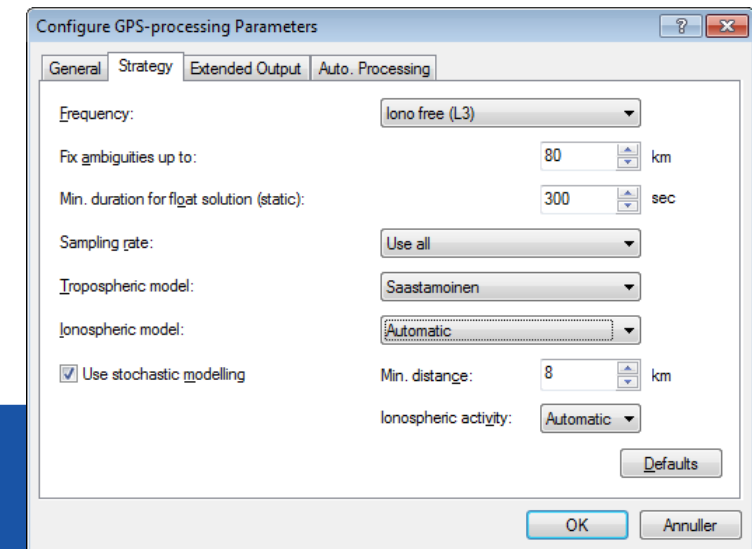 Configure GPS-processing Parameters
General Strategy Extended Output Auto. Processing
Frequency: Iono free (L3)
Fix ambiguities up to: 80 km
Min. duration for float solution (static): 300 sec
Sampling rate: Use all
Tropospheric model: Saastamoinen
Ionospheric model: Automatic
Use stochastic modelling Min. distance: 8 km
Ionospheric activity: Automatic
Defaults
OK Annuller